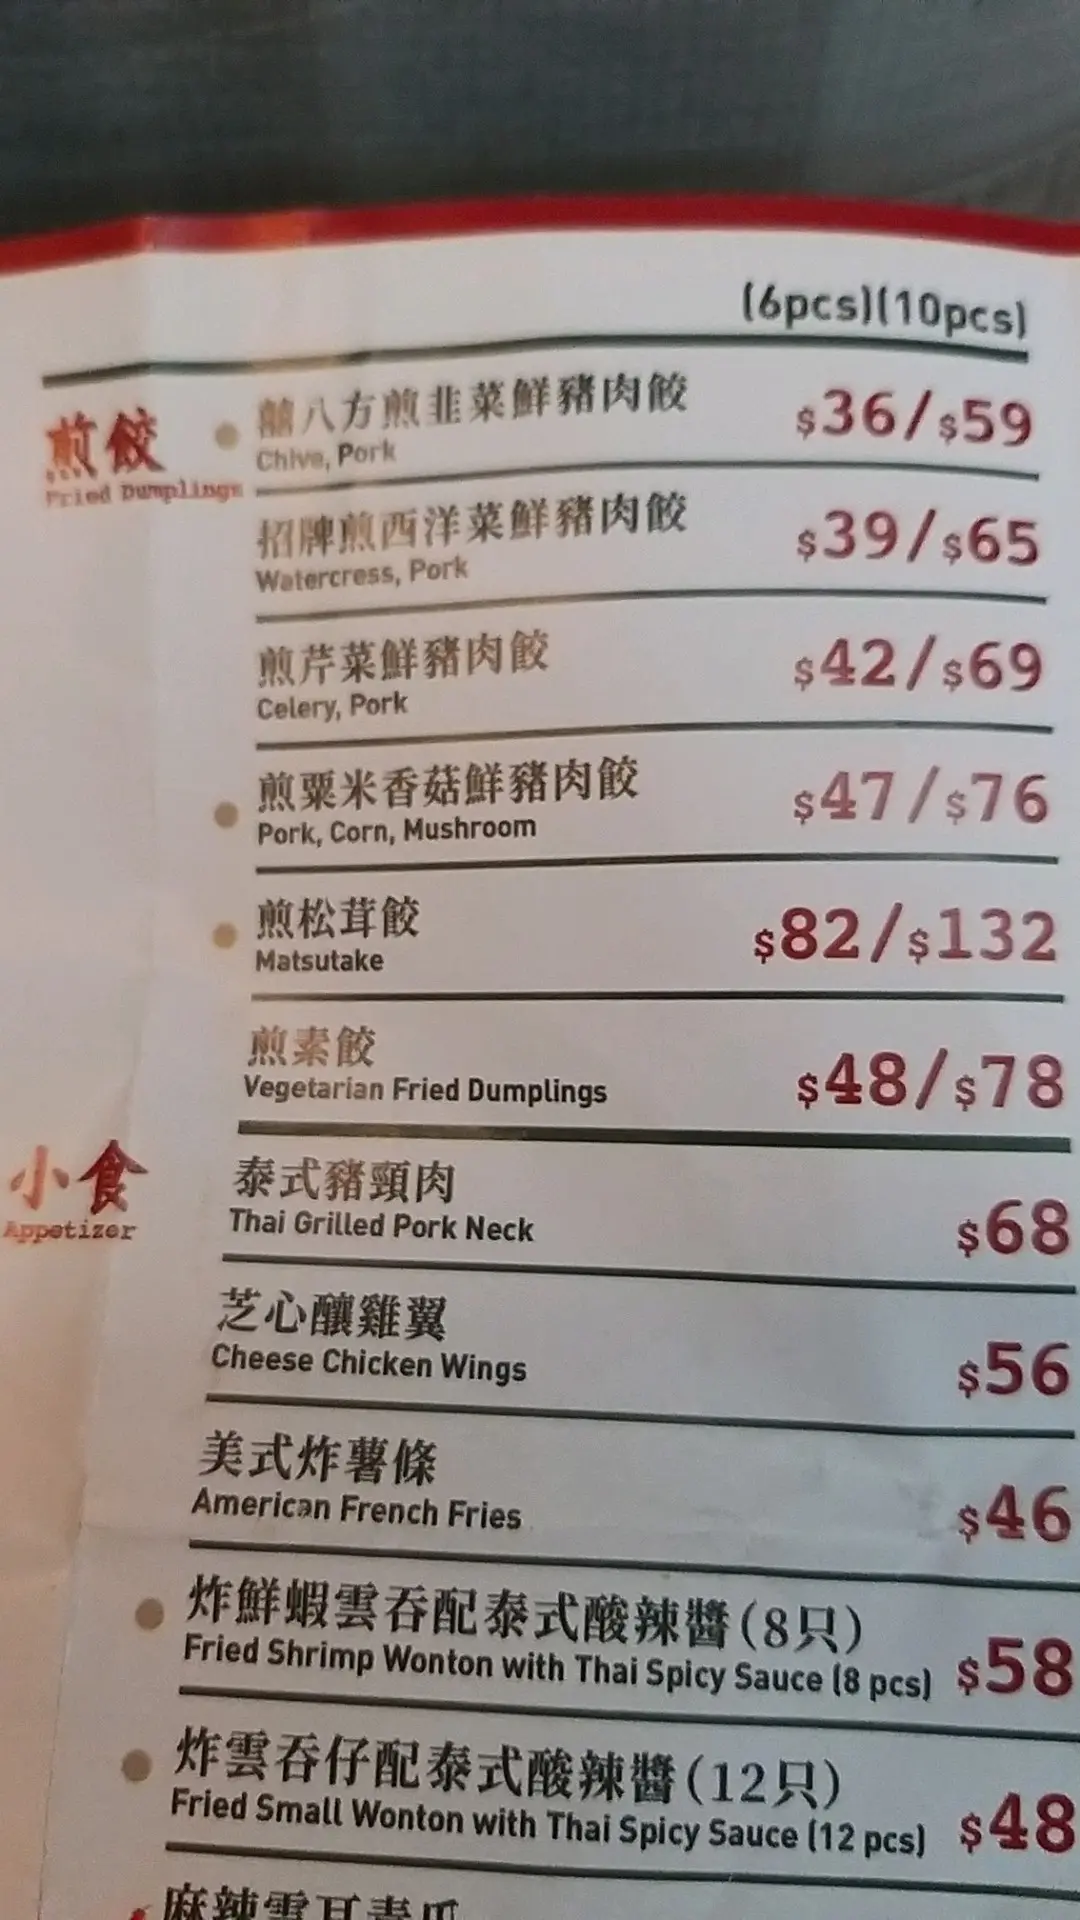 (6pcs)(10pcs)
煎餃
Fried Dumplings
八方煎韭菜鮮豬肉餃 $36/$59
Chive, Pork
招牌煎西洋菜鮮豬肉餃 $39/$65
Watercress, Pork
煎芹菜鮮豬肉餃 $42/$69
Celery, Pork
煎粟米香菇鮮豬肉餃 $47/$76
Pork, Corn, Mushroom
煎松茸餃 $82/$132
Matsutake
煎素餃 $48/$78
Vegetarian Fried Dumplings
小食
Appetizer
泰式豬頸肉 $68
Thai Grilled Pork Neck
芝心釀雞翼 $56
Cheese Chicken Wings
美式炸薯條 $46
American French Fries
炸鮮蝦雲吞配泰式酸辣醬(8只) $58
Fried Shrimp Wonton with Thai Spicy Sauce (8 pcs)
炸雲吞仔配泰式酸辣醬(12只) $48
Fried Small Wonton with Thai Spicy Sauce (12 pcs)
麻辣雲耳青瓜